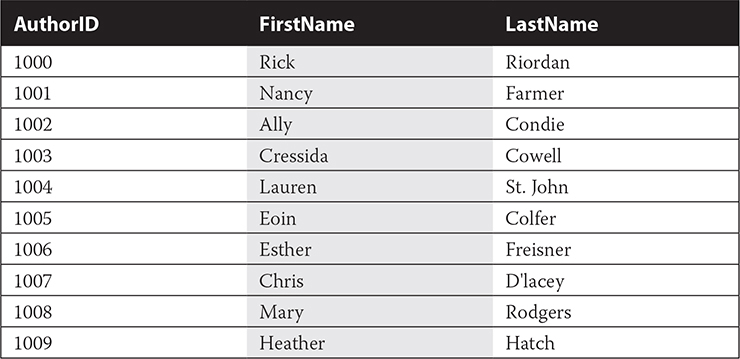 AuthorID FirstName LastName
1000 Rick Riordan
1001 Nancy Farmer
1002 Ally Condie
1003 Cressida Cowell
1004 Lauren St. John
1005 Eoin Colfer
1006 Esther Freisner
1007 Chris D'lacey
1008 Mary Rodgers
1009 Heather Hatch